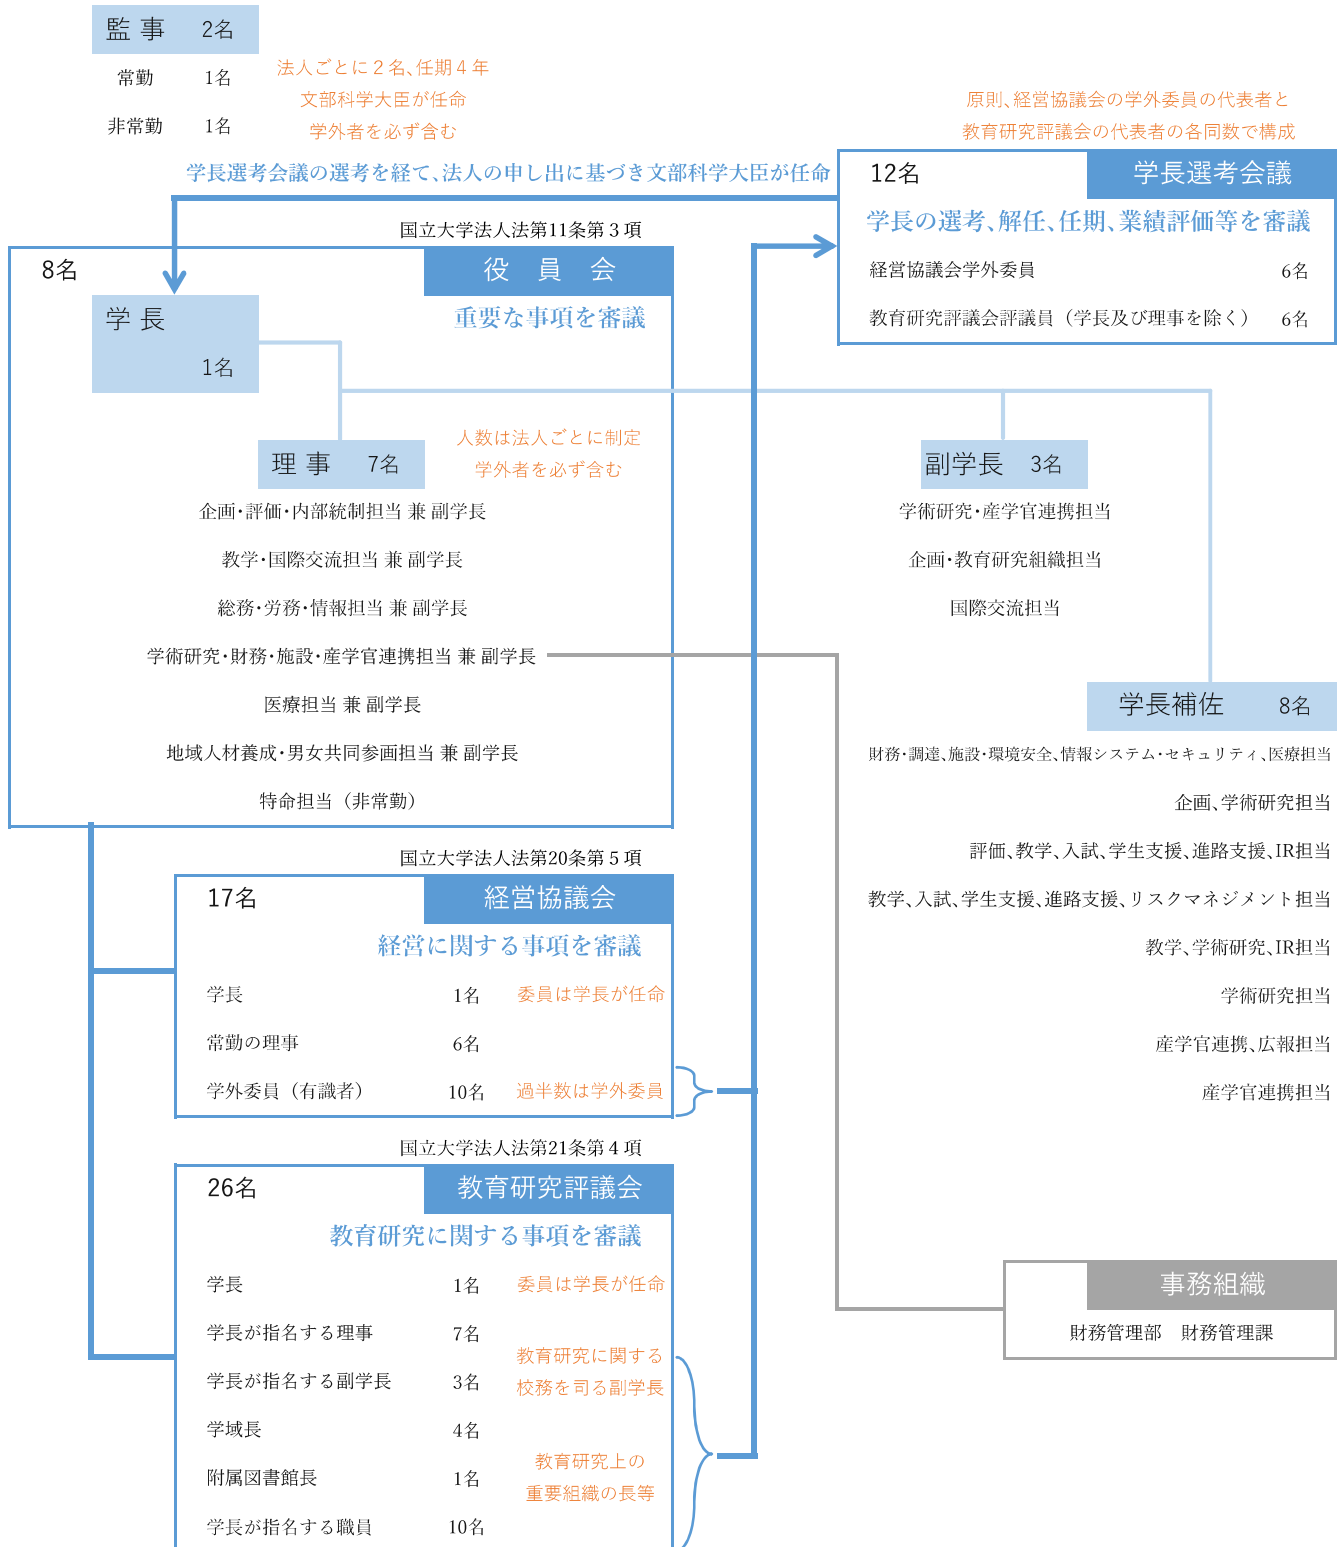 監 事 2名
常勤 1名
非常勤 1名
法人ごとに２名、任期４年
文部科学大臣が任命
学外者を必ず含む
原則、経営協議会の学外委員の代表者と
教育研究評議会の代表者の各同数で構成
学長選考会議の選考を経て、法人の申し出に基づき文部科学大臣が任命
12名 学長選考会議
学長の選考、解任、任期、業績評価等を審議
経営協議会学外委員 6名
教育研究評議会評議員（学長及び理事を除く） 6名
国立大学法人法第11条第３項
8名 役 員 会
重要な事項を審議
学 長
1名
人数は法人ごとに制定
学外者を必ず含む
理 事 7名
企画・評価・内部統制担当 兼 副学長
教学・国際交流担当 兼 副学長
総務・労務・情報担当 兼 副学長
学術研究・財務・施設・産学官連携担当 兼 副学長
医療担当 兼 副学長
地域人材養成・男女共同参画担当 兼 副学長
特命担当（非常勤）
副学長 3名
学術研究・産学官連携担当
企画・教育研究組織担当
国際交流担当
学長補佐 8名
財務・調達、施設・環境安全、情報システム・セキュリティ、医療担当
企画、学術研究担当
評価、教学、入試、学生支援、進路支援、IR担当
教学、入試、学生支援、進路支援、リスクマネジメント担当
教学、学術研究、IR担当
学術研究担当
産学官連携、広報担当
産学官連携担当
国立大学法人法第20条第５項
17名 経営協議会
経営に関する事項を審議
学長 1名 委員は学長が任命
常勤の理事 6名
学外委員（有識者） 10名 過半数は学外委員
国立大学法人法第21条第４項
26名 教育研究評議会
教育研究に関する事項を審議
学長 1名 委員は学長が任命
学長が指名する理事 7名
教育研究に関する
校務を司る副学長
学長が指名する副学長 3名
学域長 4名
教育研究上の
重要組織の長等
附属図書館長 1名
学長が指名する職員 10名
事務組織
財務管理部 財務管理課